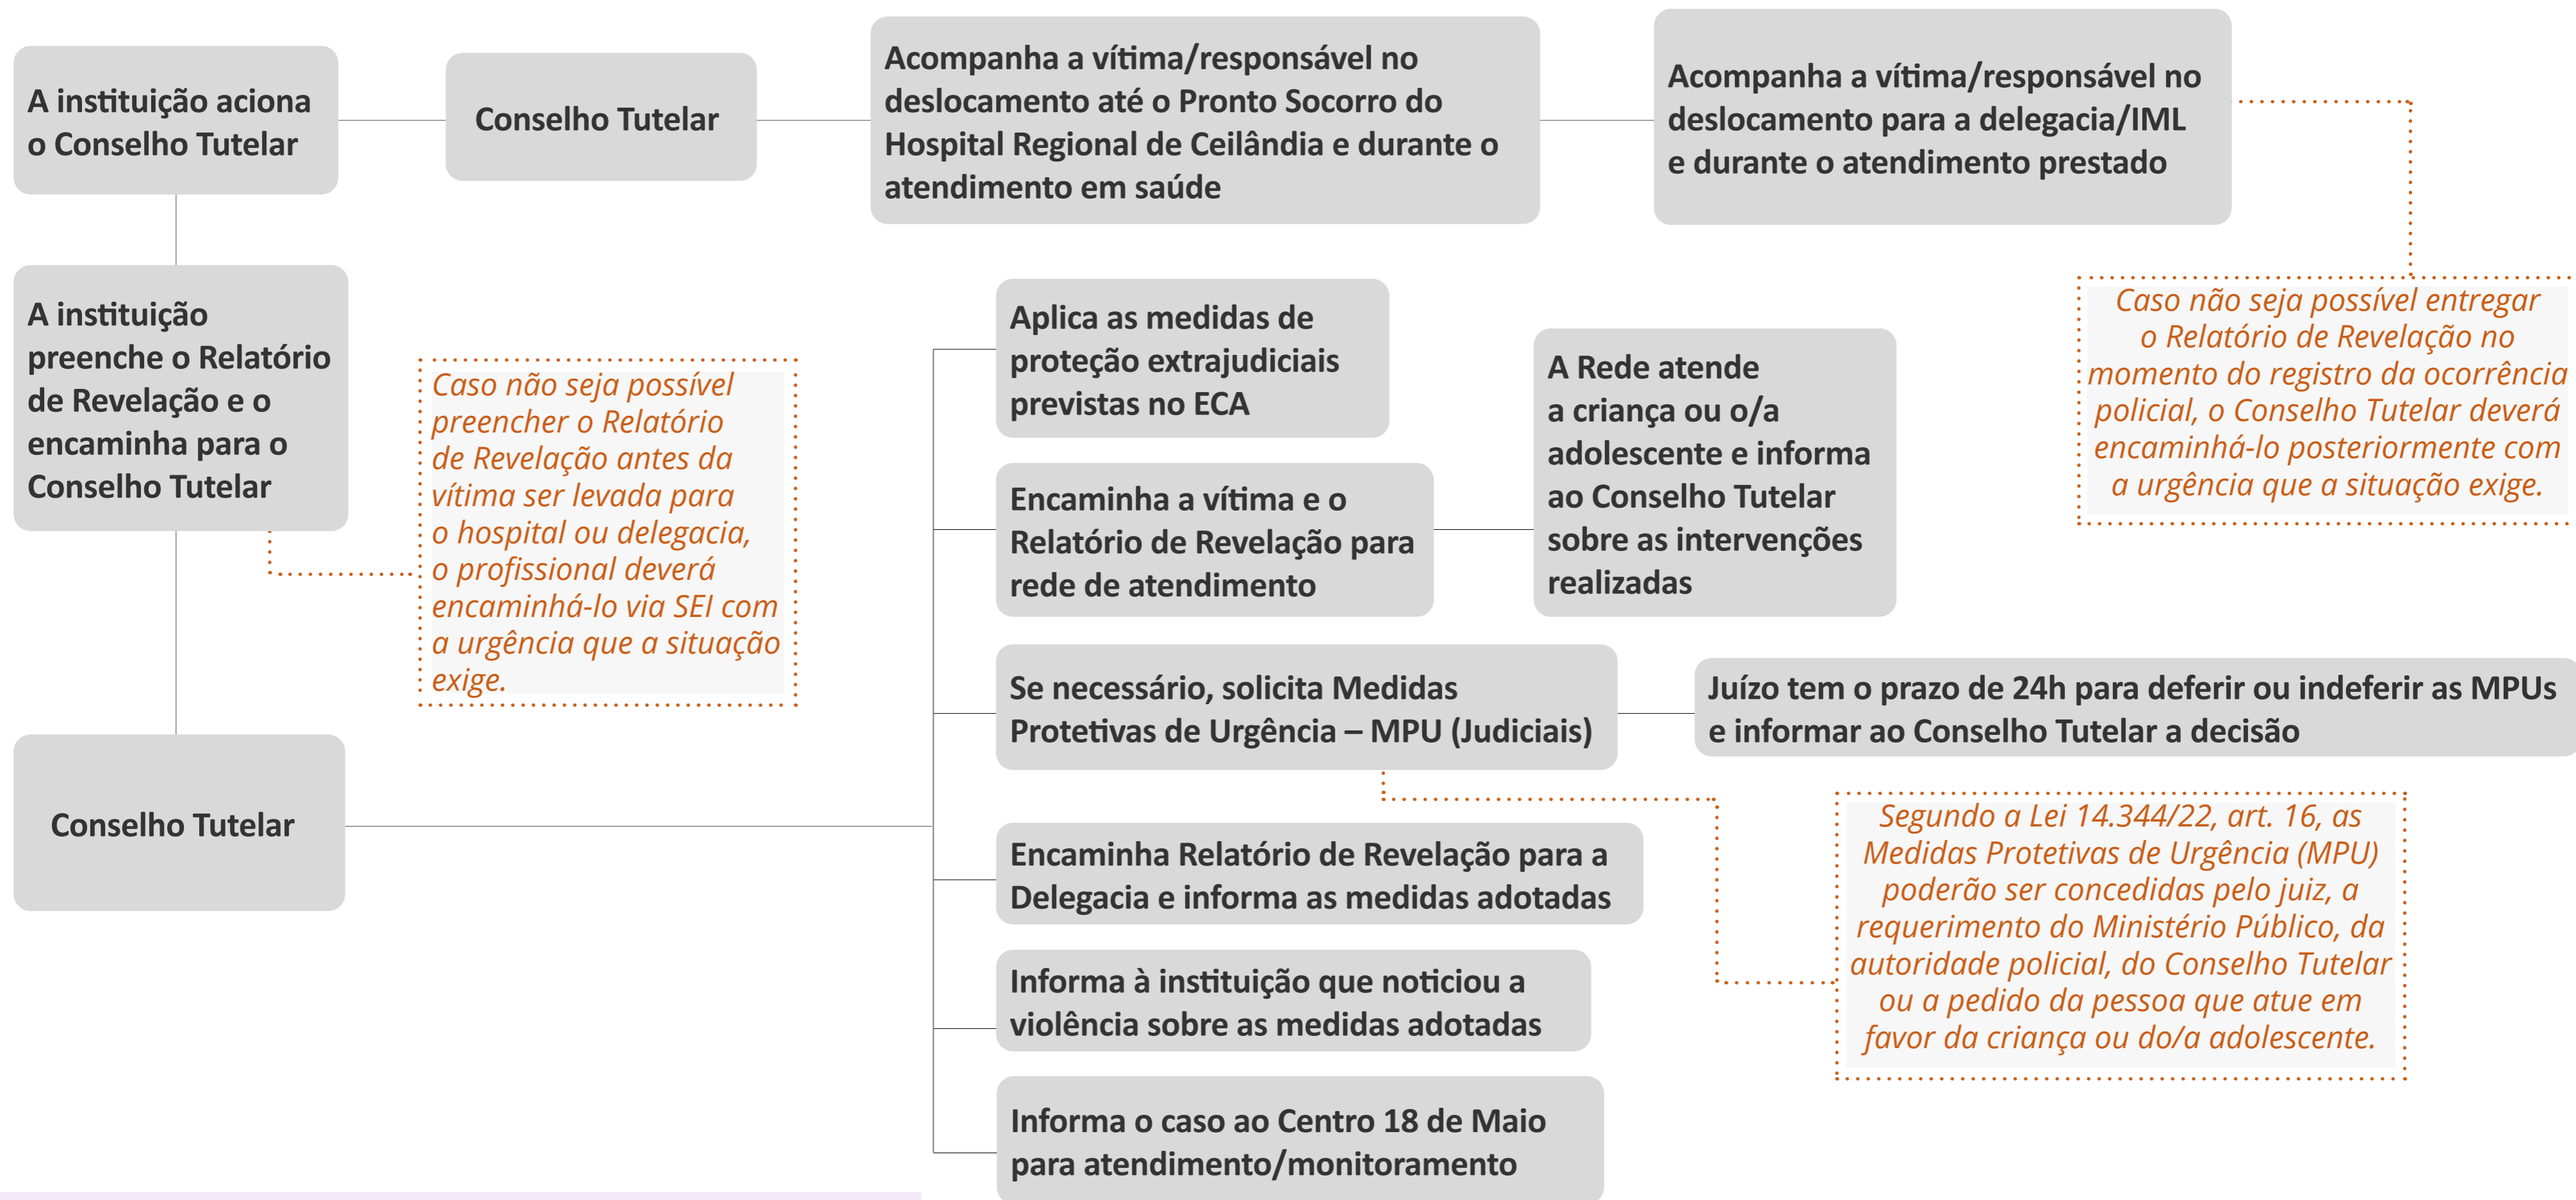 A instituição aciona
o Conselho Tutelar
Conselho Tutelar
Acompanha a vítima/responsável no
deslocamento até o Pronto Socorro do
Hospital Regional de Ceilândia e durante o
atendimento em saúde
Acompanha a vítima/responsável no
deslocamento para a delegacia/IML
e durante o atendimento prestado
Caso não seja possível entregar
o Relatório de Revelação no
momento do registro da ocorrência
policial, o Conselho Tutelar deverá
encaminhá-lo posteriormente com
a urgência que a situação exige.
A instituição
preenche o Relatório
de Revelação e o
encaminha para o
Conselho Tutelar
Caso não seja possível
preencher o Relatório
de Revelação antes da
vítima ser levada para
o hospital ou delegacia,
o profissional deverá
encaminhá-lo via SEI com
a urgência que a situação
exige.
Conselho Tutelar
Aplica as medidas de
proteção extrajudiciais
previstas no ECA
Encaminha a vítima e o
Relatório de Revelação para
rede de atendimento
A Rede atende
a criança ou o/a
adolescente e informa
ao Conselho Tutelar
sobre as intervenções
realizadas
Se necessário, solicita Medidas
Protetivas de Urgência – MPU (Judiciais)
Juízo tem o prazo de 24h para deferir ou indeferir as MPUs
e informar ao Conselho Tutelar a decisão
Segundo a Lei 14.344/22, art. 16, as
Medidas Protetivas de Urgência (MPU)
poderão ser concedidas pelo juiz, a
requerimento do Ministério Público, da
autoridade policial, do Conselho Tutelar
ou a pedido da pessoa que atue em
favor da criança ou do/a adolescente.
Encaminha Relatório de Revelação para a
Delegacia e informa as medidas adotadas
Informa à instituição que noticiou a
violência sobre as medidas adotadas
Informa o caso ao Centro 18 de Maio
para atendimento/monitoramento